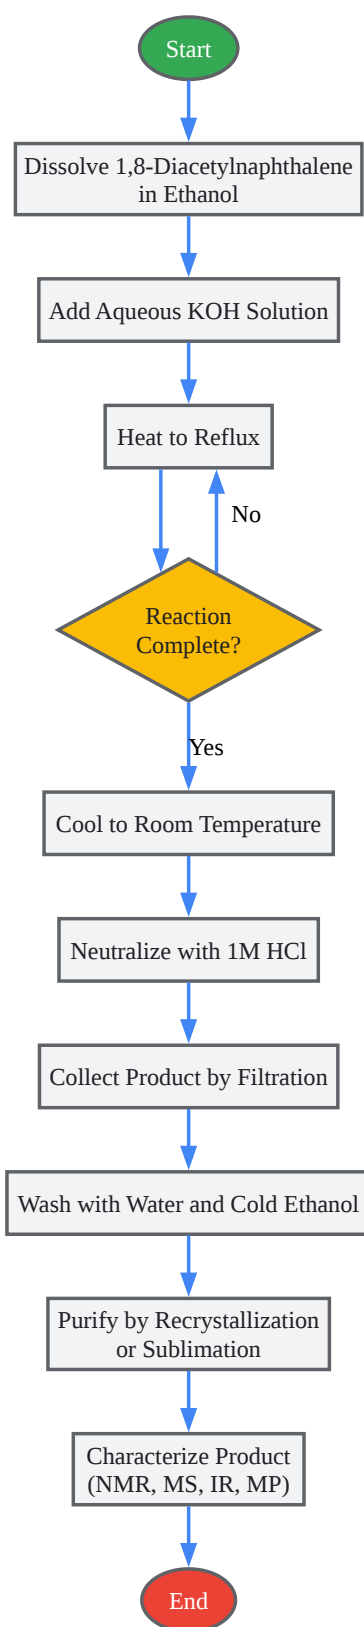 Start
Dissolve 1,8-Diacetylnaphthalene
in Ethanol
Add Aqueous KOH Solution
Heat to Reflux
No
Reaction
Complete?
Yes
Cool to Room Temperature
Neutralize with 1M HCl
Collect Product by Filtration
Wash with Water and Cold Ethanol
Purify by Recrystallization
or Sublimation
Characterize Product
(NMR, MS, IR, MP)
End